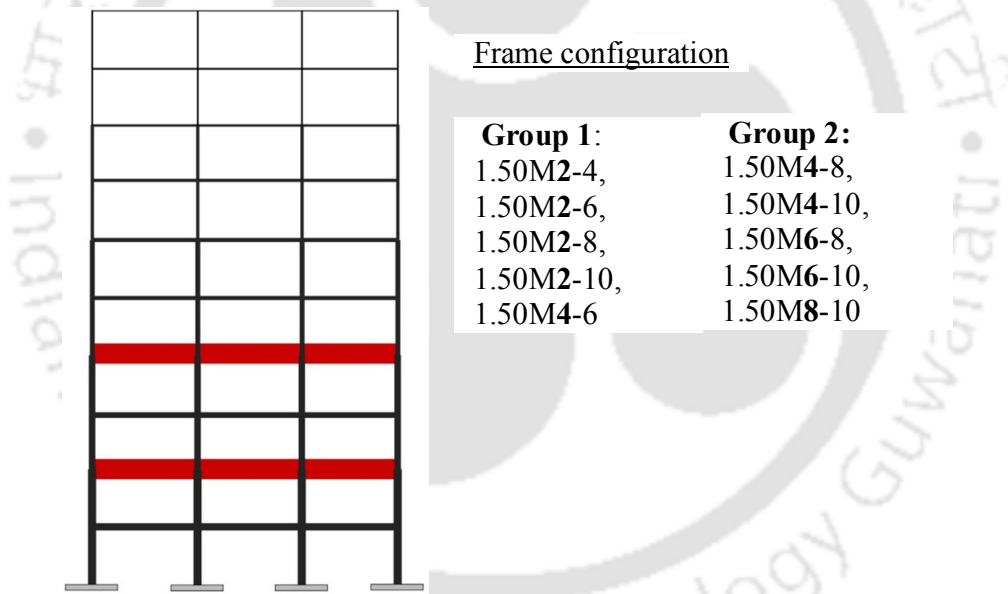 Frame configuration
Group 1:
1.50M2-4,
1.50M2-6,
1.50M2-8,
1.50M2-10,
1.50M4-6
Group 2:
1.50M4-8,
1.50M4-10,
1.50M6-8,
1.50M6-10,
1.50M8-10